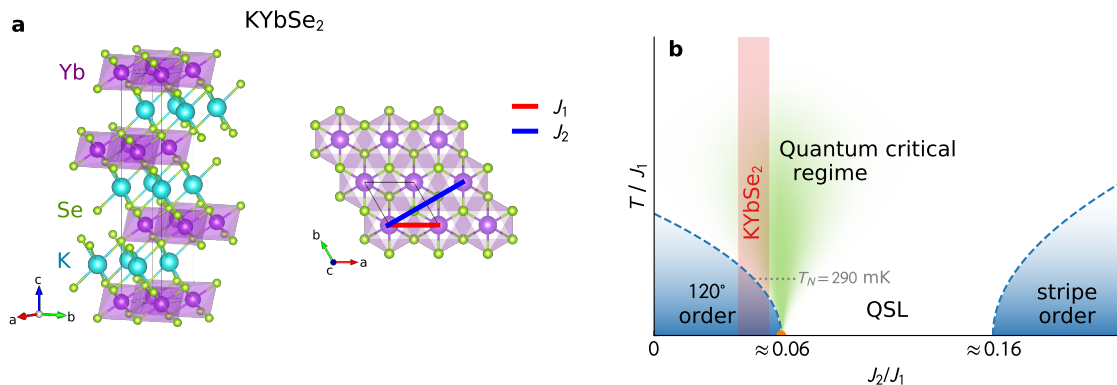 KYbSe2
a
Yb
Se
K
c
a
b
b
c
a
J1
J2
b
T / J1
KYbSe2
Quantum critical
regime
TN = 290 mK
120°
order
QSL
stripe
order
0
≈0.06
≈0.16
J2/J1